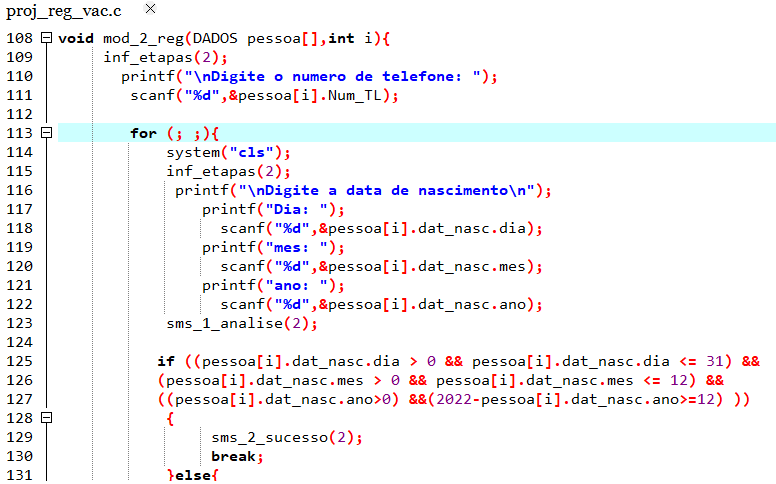 proj_reg_vac.c ×
108 void mod_2_reg(DADOS pessoa[],int i){
109 inf_etapas(2);
110 printf("\nDigite o numero de telefone: ");
111 scanf("%d",&pessoa[i].Num_TL);
112
113 for (; ;){
114 system("cls");
115 inf_etapas(2);
116 printf("\nDigite a data de nascimento\n");
117 printf("Dia: ");
118 scanf("%d",&pessoa[i].dat_nasc.dia);
119 printf("mes: ");
120 scanf("%d",&pessoa[i].dat_nasc.mes);
121 printf("ano: ");
122 scanf("%d",&pessoa[i].dat_nasc.ano);
123 sms_1_analise(2);
124
125 if ((pessoa[i].dat_nasc.dia > 0 && pessoa[i].dat_nasc.dia <= 31) &&
126 (pessoa[i].dat_nasc.mes > 0 && pessoa[i].dat_nasc.mes <= 12) &&
127 ((pessoa[i].dat_nasc.ano>0) &&(2022-pessoa[i].dat_nasc.ano>=12) ))
128 {
129 sms_2_sucesso(2);
130 break;
131 }else{